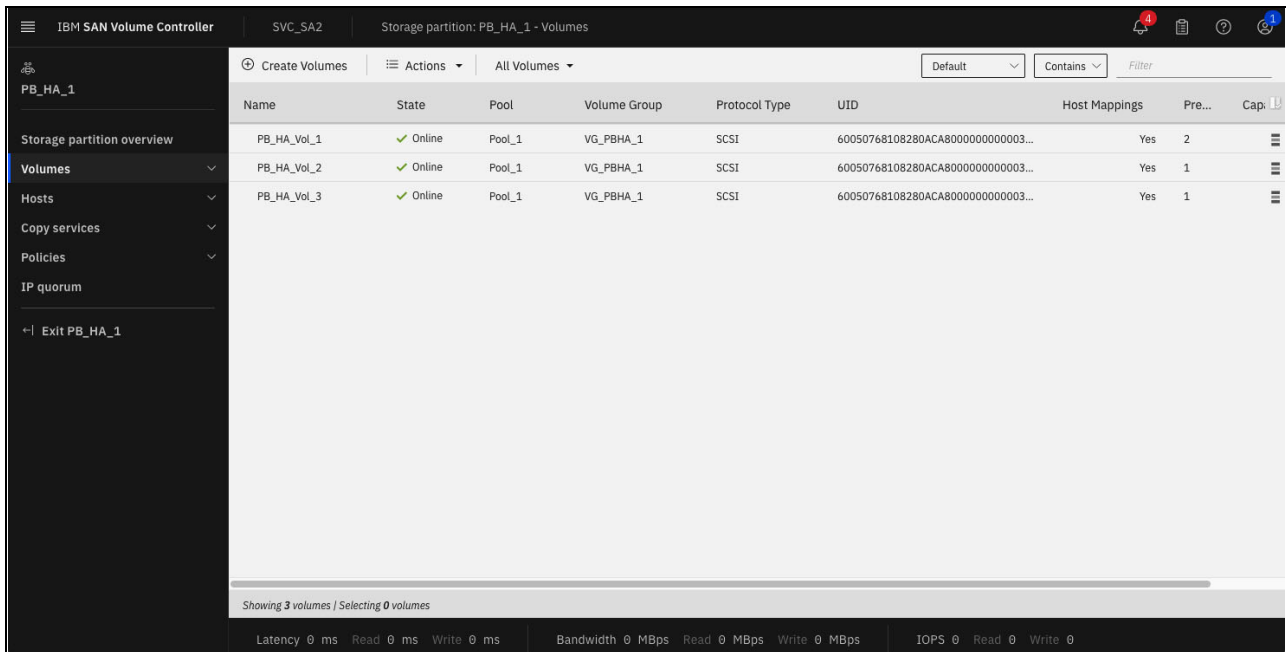 IBM SAN Volume Controller SVC_SA2 Storage partition: PB_HA_1 - Volumes 4 1
PB_HA_1
Storage partition overview
Volumes
Hosts
Copy services
Policies
IP quorum
Exit PB_HA_1
Create Volumes Actions All Volumes Default Contains Filter
Name State Pool Volume Group Protocol Type UID Host Mappings Pre... Capa
PB_HA_Vol_1 Online Pool_1 VG_PBHA_1 SCSI 60050768108280ACA8000000000003... Yes 2
PB_HA_Vol_2 Online Pool_1 VG_PBHA_1 SCSI 60050768108280ACA8000000000003... Yes 1
PB_HA_Vol_3 Online Pool_1 VG_PBHA_1 SCSI 60050768108280ACA8000000000003... Yes 1
Showing 3 volumes | Selecting 0 volumes
Latency 0 ms Read 0 ms Write 0 ms Bandwidth 0 MBps Read 0 MBps Write 0 MBps IOPS 0 Read 0 Write 0